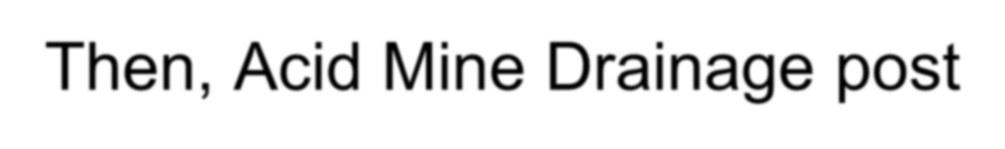 Then, Acid Mine Drainage post